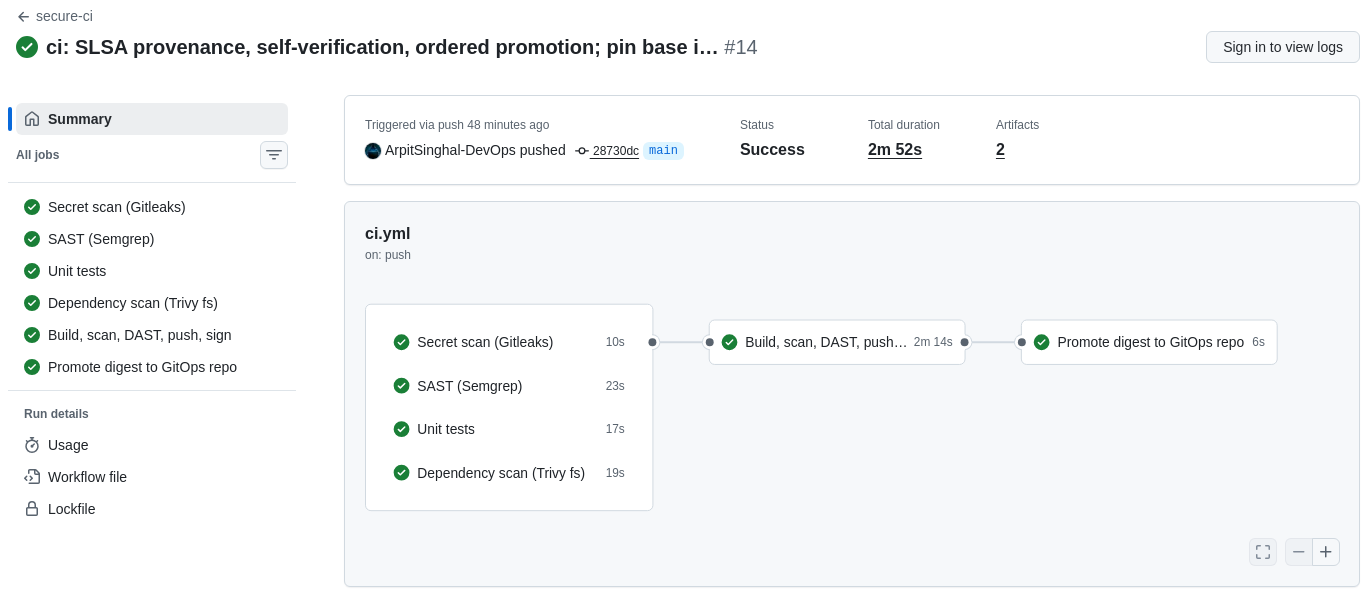 secure-ci
ci: SLSA provenance, self-verification, ordered promotion; pin base i… #14
Sign in to view logs
Summary
All jobs
Secret scan (Gitleaks)
SAST (Semgrep)
Unit tests
Dependency scan (Trivy fs)
Build, scan, DAST, push, sign
Promote digest to GitOps repo
Run details
Usage
Workflow file
Lockfile
Triggered via push 48 minutes ago
ArpitSinghal-DevOps pushed 28730dc main
Status
Success
Total duration
2m 52s
Artifacts
2
ci.yml
on: push
Secret scan (Gitleaks) 10s
SAST (Semgrep) 23s
Unit tests 17s
Dependency scan (Trivy fs) 19s
Build, scan, DAST, push… 2m 14s
Promote digest to GitOps repo 6s